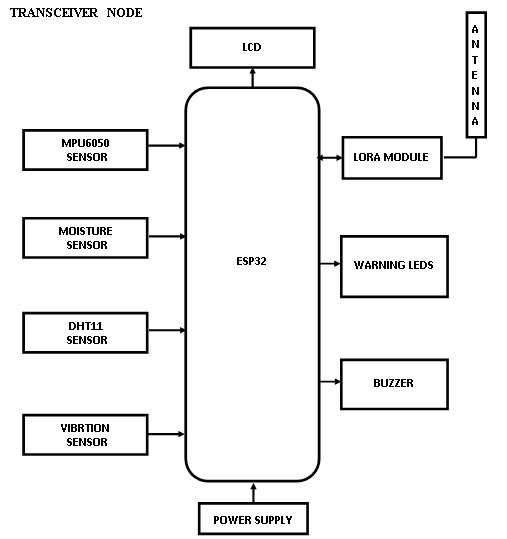 TRANSCEIVER NODE
LCD
ANTENNA
MPU6050
SENSOR
LORA MODULE
MOISTURE
SENSOR
ESP32
WARNING LEDS
DHT11
SENSOR
BUZZER
VIBRTION
SENSOR
POWER SUPPLY